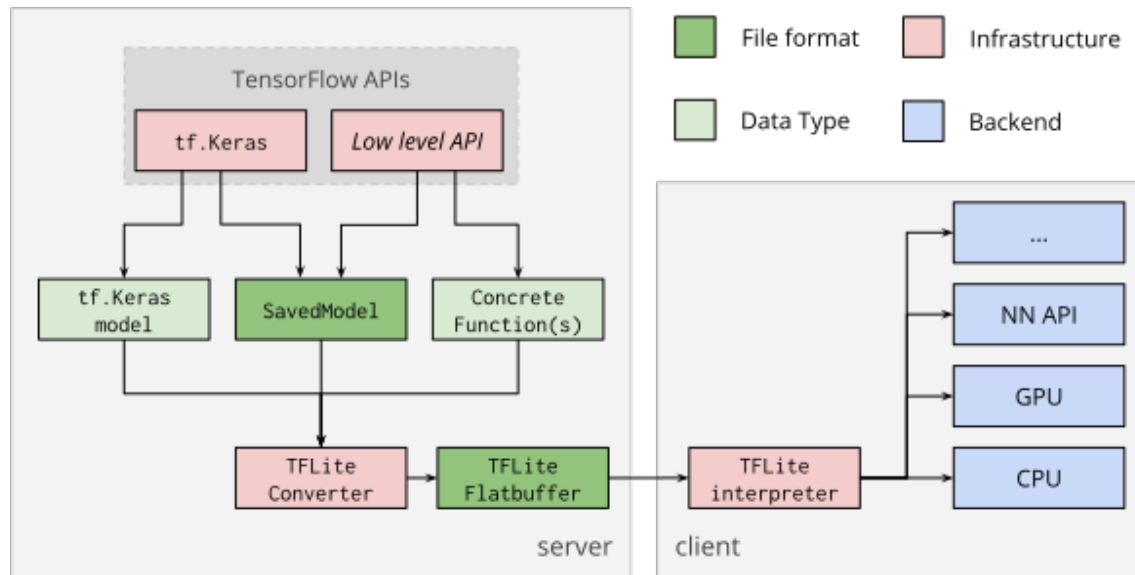 TensorFlow APIs
tf.Keras
Low level API
tf.Keras
model
SavedModel
Concrete
Function(s)
TFLite
Converter
TFLite
Flatbuffer
server
File format
Infrastructure
Data Type
Backend
TFLite
interpreter
...
NN API
GPU
CPU
client